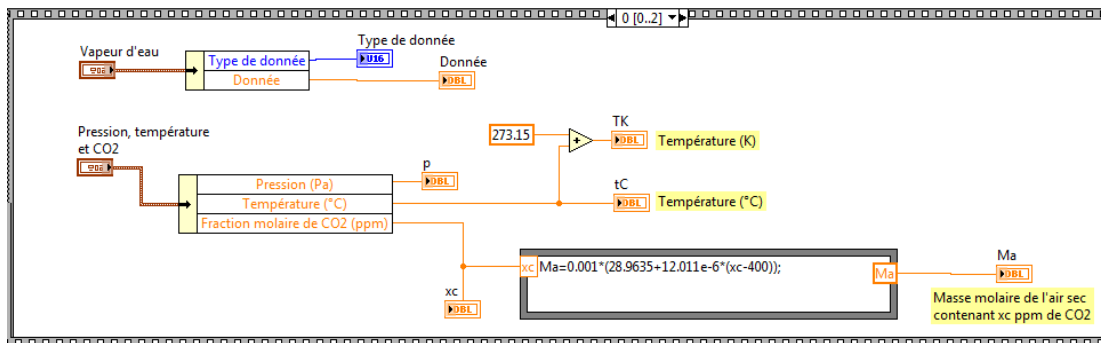 0 [0..2]
Vapeur d'eau
Type de donnée
Donnée
Type de donnée
U16
Donnée
DBL
Pression, température
et CO2
Pression (Pa)
Température (°C)
Fraction molaire de CO2 (ppm)
p
DBL
273.15
+
TK
DBL
Température (K)
tC
DBL
Température (°C)
xc
DBL
xc
Ma=0.001*(28.9635+12.011e-6*(xc-400));
Ma
Ma
DBL
Masse molaire de l'air sec
contenant xc ppm de CO2